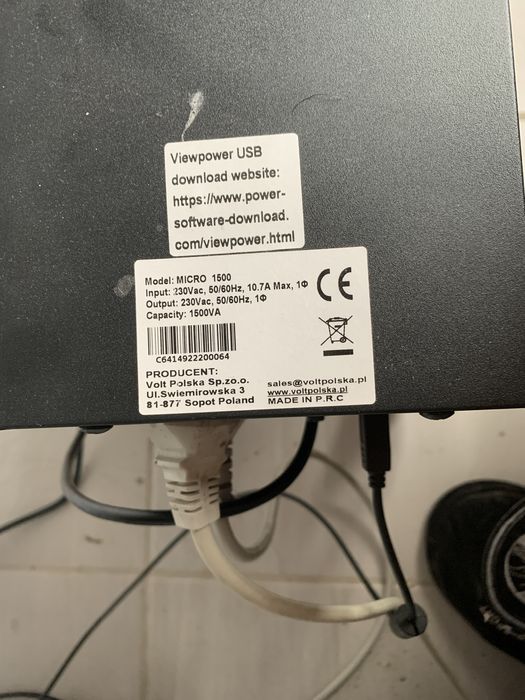 Viewpower USB
download website:
https://www.power-
software-download.
com/viewpower.html
Model: MICRO 1500
Input: 230Vac, 50/60Hz, 10.7A Max, 1Φ
Output: 230Vac, 50/60Hz, 1Φ
Capacity: 1500VA
CE
C6414922200064
PRODUCENT:
Volt Polska Sp.zo.o.
Ul.Swiemirowska 3
81-877 Sopot Poland
sales@voltpolska.pl
www.voltpolska.pl
MADE IN P.R.C